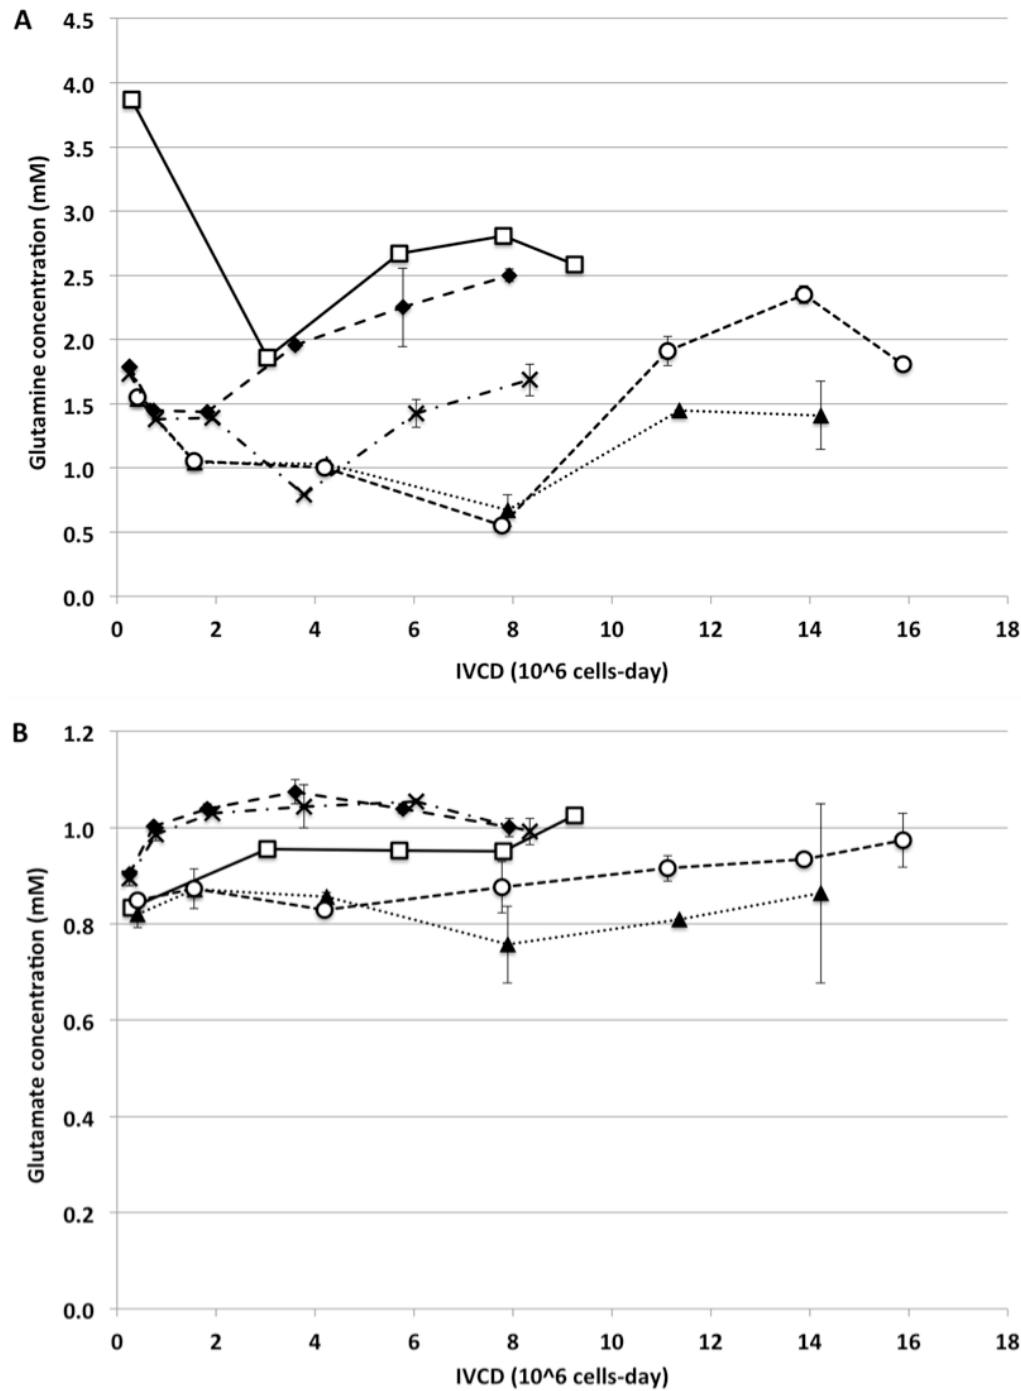 A
4.5
4.0
3.5
3.0
2.5
2.0
1.5
1.0
0.5
0.0
Glutamine concentration (mM)
0 2 4 6 8 10 12 14 16 18
IVCD (10^6 cells-day)
B
1.2
1.0
0.8
0.6
0.4
0.2
0.0
Glutamate concentration (mM)
0 2 4 6 8 10 12 14 16 18
IVCD (10^6 cells-day)